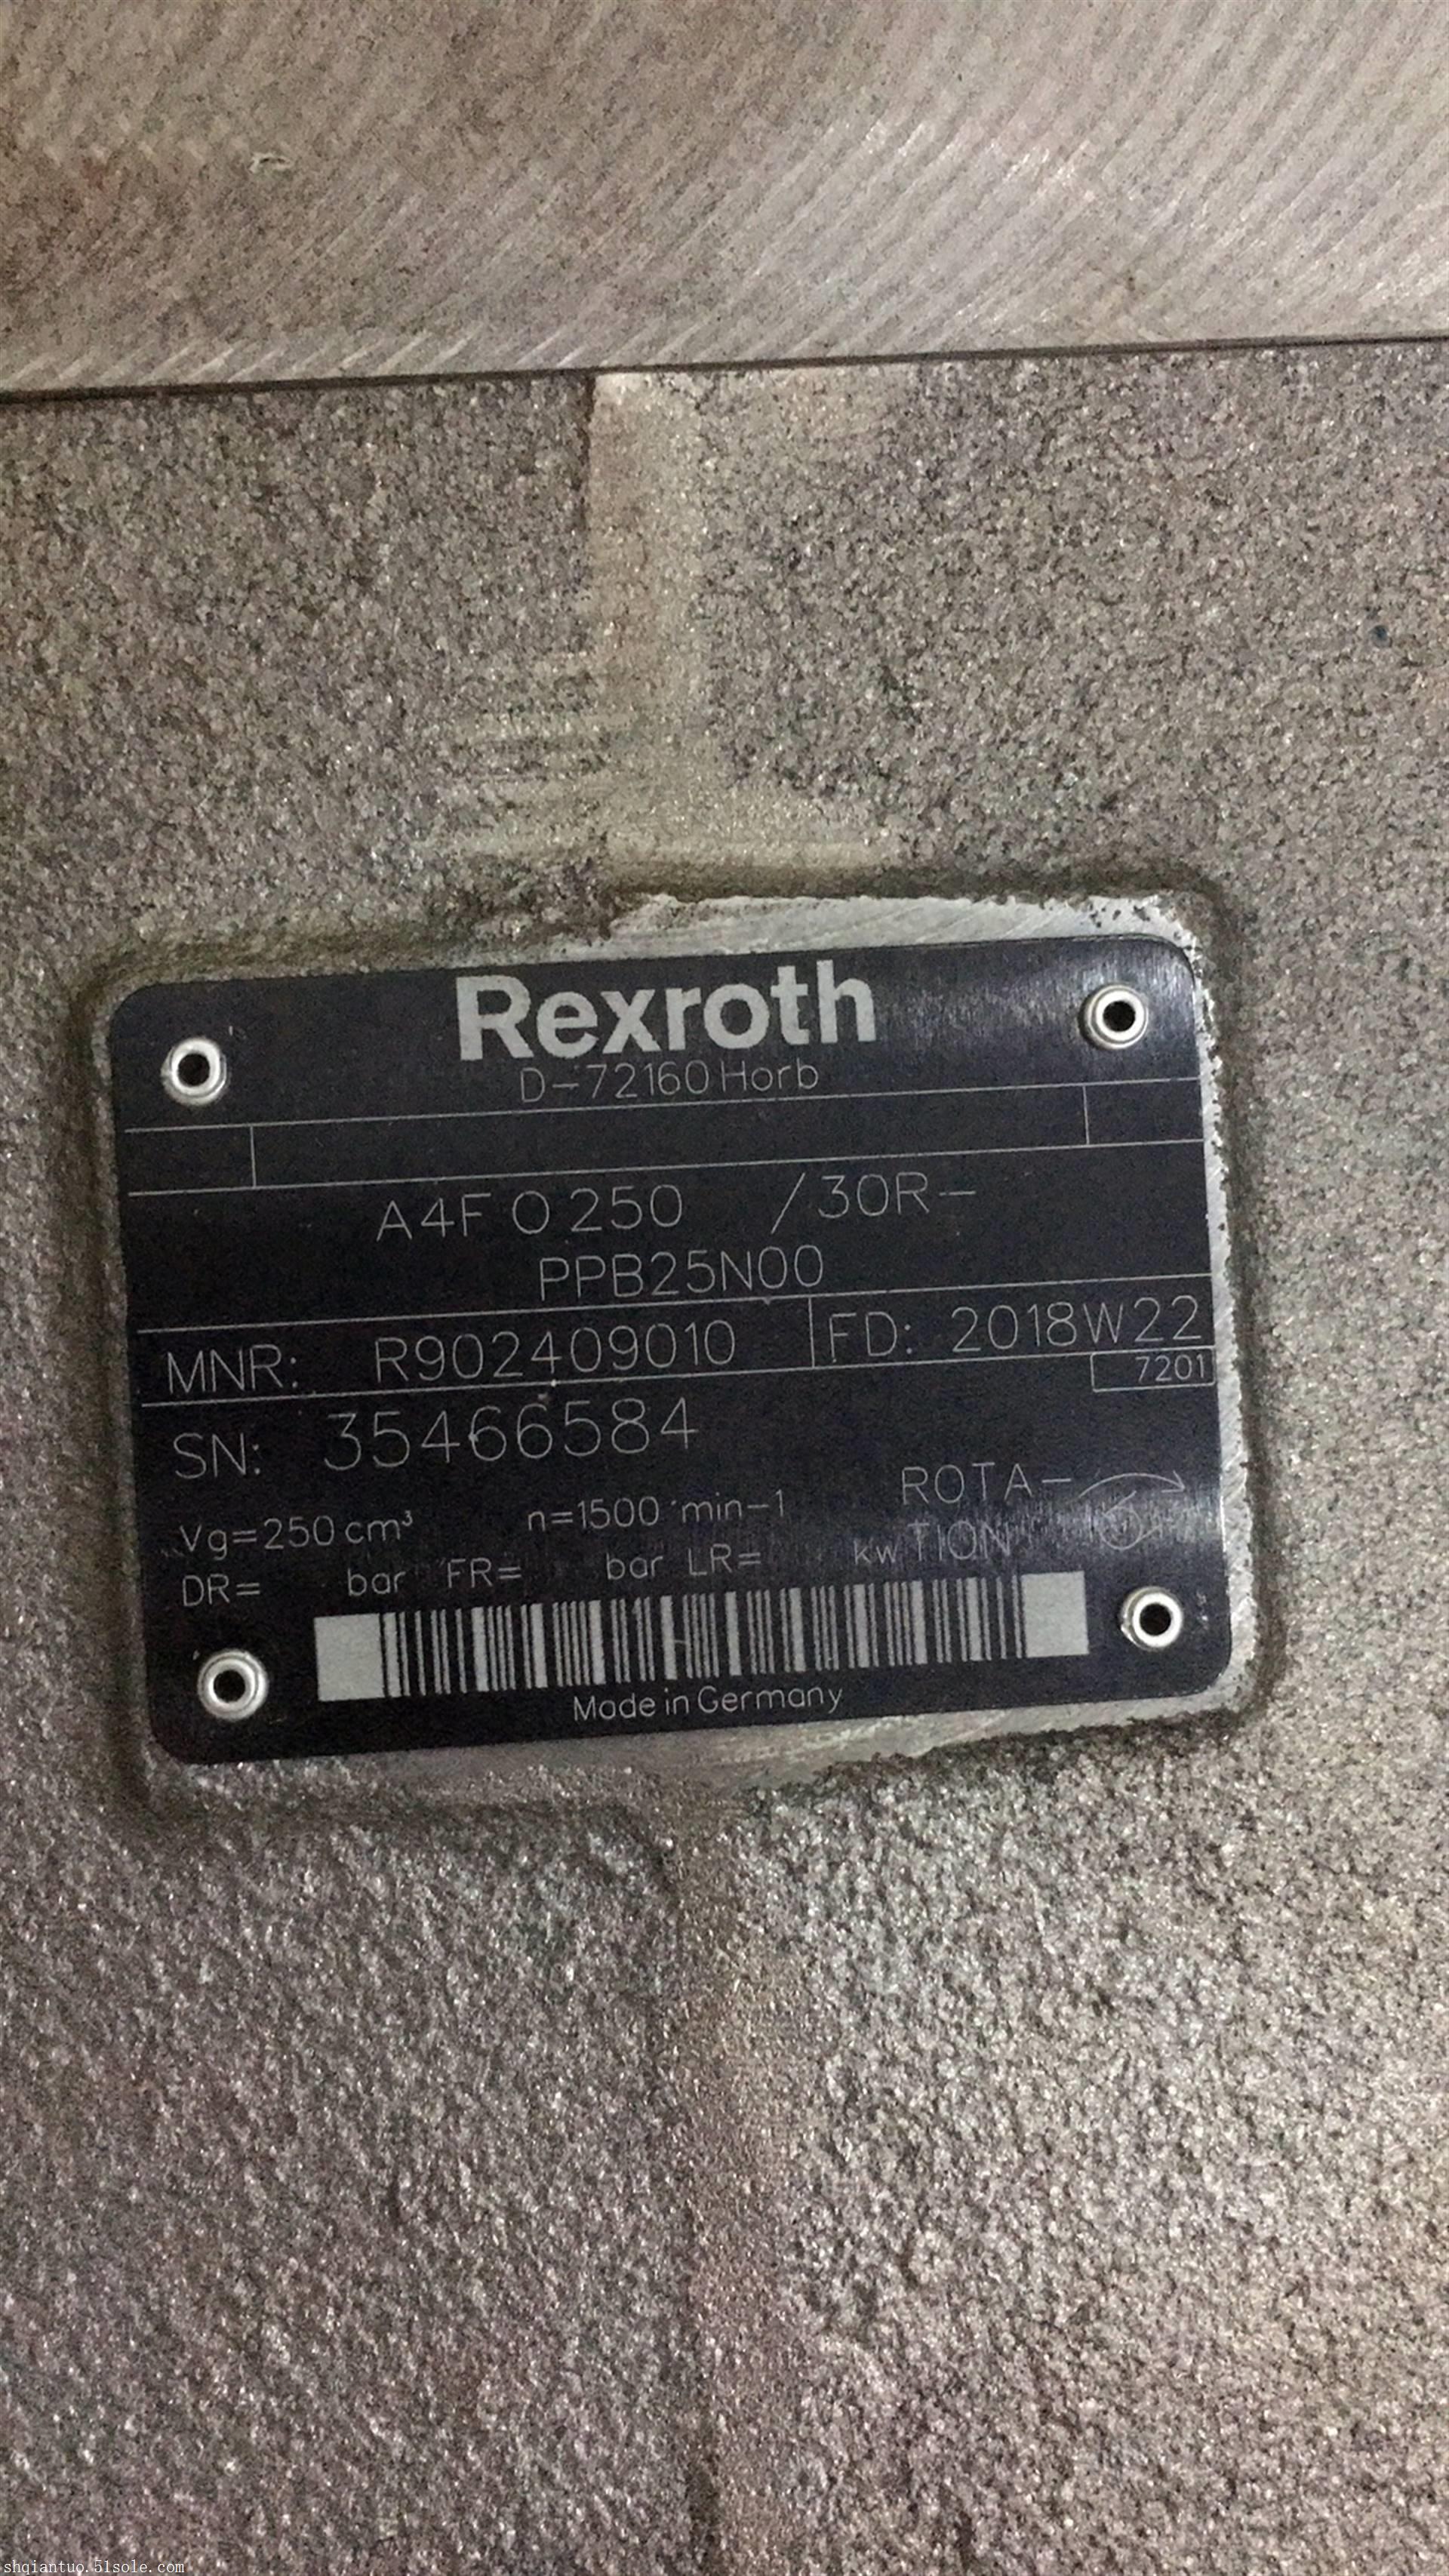 Rexroth
D-72160 Horb
A4F O 250 /30R-
PPB25N00
MNR: R902409010 FD: 2018W22
7201
SN: 35466584
ROTA-
Vg=250 cm³ n=1500 min-1
TION
DR= bar FR= bar LR= kw
Made in Germany
shqiantuo.51sole.com